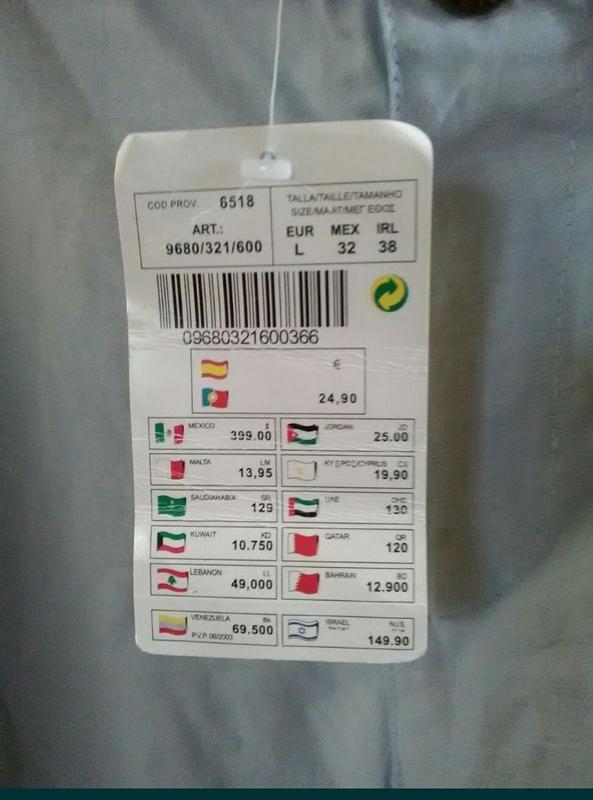 COD.PROV. 6518
ART.:
9680/321/600
TALLA/TAILLE/TAMANHO
SIZE/MAAT/ΜΕΓΕΘΟΣ
EUR MEX IRL
L 32 38
09680321600366
€
24,90
MEXICO $
399.00
JORDAN JD
25.00
MALTA LM
13,95
CYPRUS C£
19,90
SAUDIARABIA SR
129
UAE DHS
130
KUWAIT KD
10.750
QATAR QR
120
LEBANON LL
49,000
BAHRAIN BD
12.900
VENEZUELA Bs
P.V.P. 08/2003 69.500
ISRAEL N.I.S.
149.90